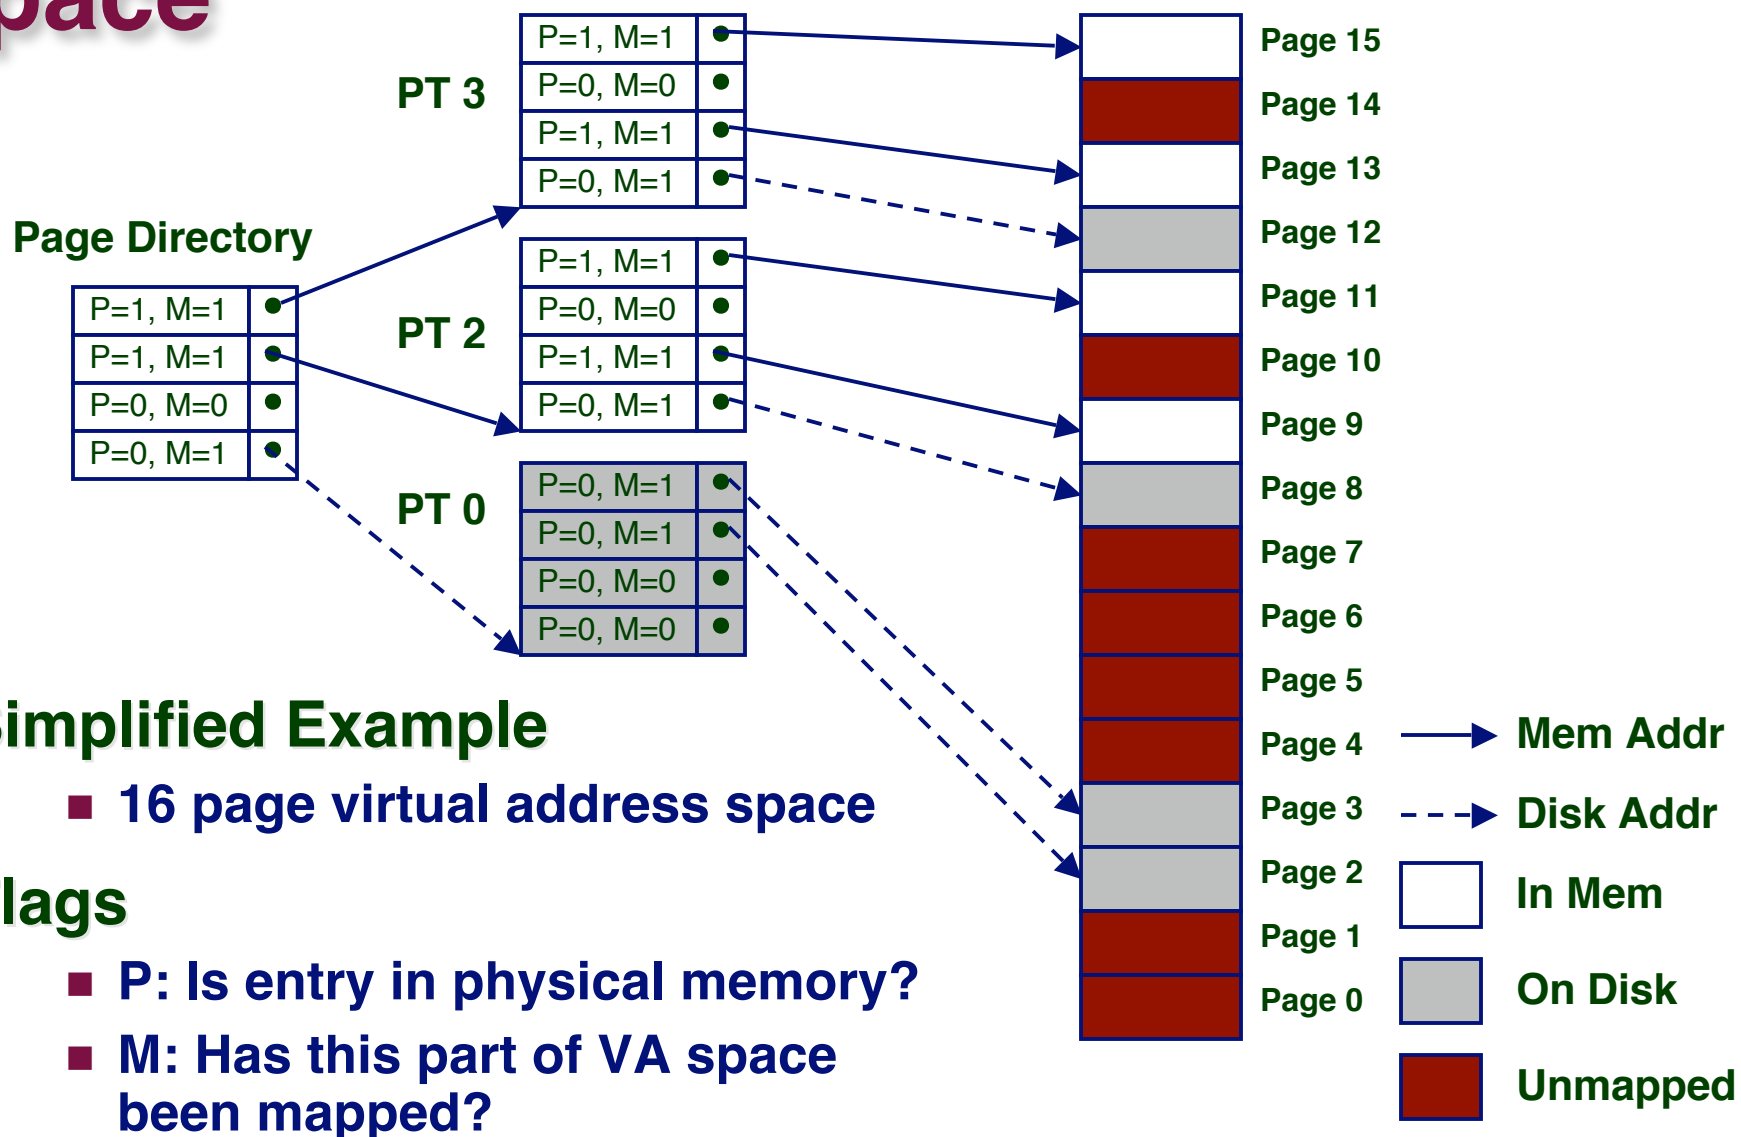 pace
P=1, M=1
P=0, M=0
P=1, M=1
P=0, M=1
PT 3
Page Directory
P=1, M=1
P=1, M=1
P=0, M=0
P=0, M=1
P=1, M=1
P=0, M=0
P=1, M=1
P=0, M=1
PT 2
P=0, M=1
P=0, M=1
P=0, M=0
P=0, M=0
PT 0
Page 15
Page 14
Page 13
Page 12
Page 11
Page 10
Page 9
Page 8
Page 7
Page 6
Page 5
Page 4
Page 3
Page 2
Page 1
Page 0
Mem Addr
Disk Addr
In Mem
On Disk
Unmapped
Simplified Example
16 page virtual address space
lags
P: Is entry in physical memory?
M: Has this part of VA space
been mapped?